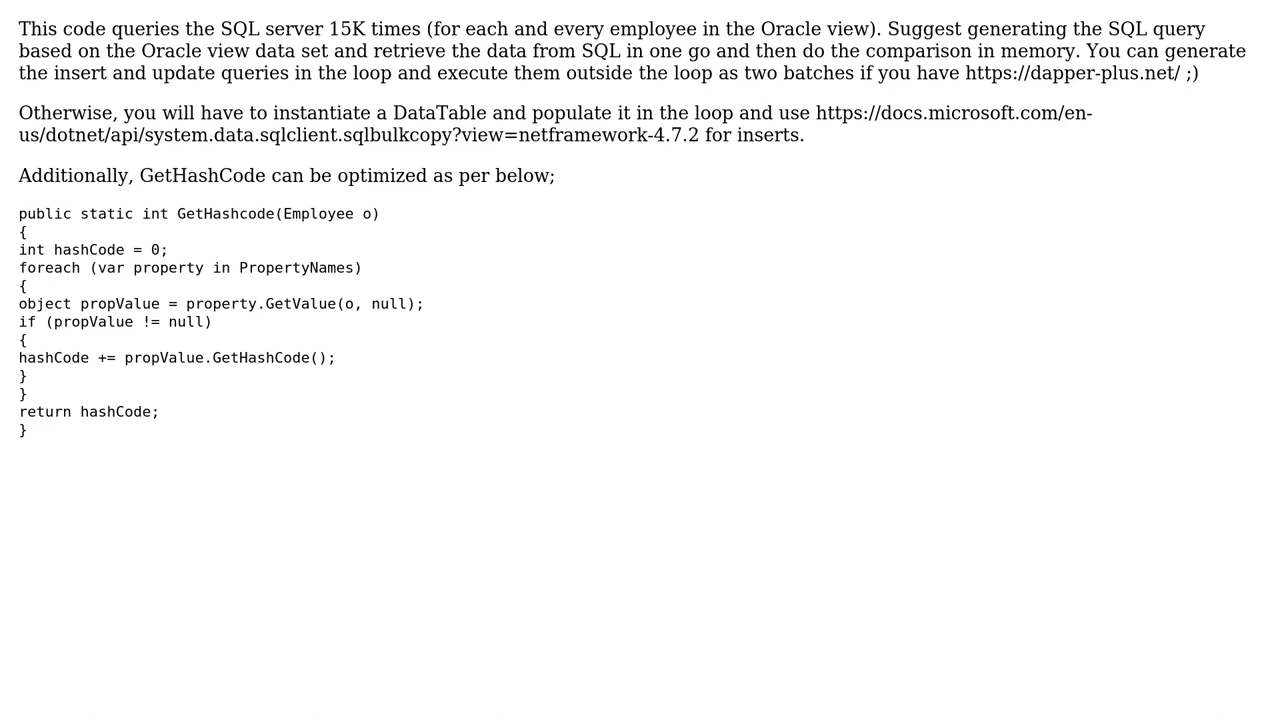 This code queries the SQL server 15K times (for each and every employee in the Oracle view). Suggest generating the SQL query
based on the Oracle view data set and retrieve the data from SQL in one go and then do the comparison in memory. You can generate
the insert and update queries in the loop and execute them outside the loop as two batches if you have https://dapper-plus.net/ ;)
Otherwise, you will have to instantiate a DataTable and populate it in the loop and use https://docs.microsoft.com/en-
us/dotnet/api/system.data.sqlclient.sqlbulkcopy?view=netframework-4.7.2 for inserts.
Additionally, GetHashCode can be optimized as per below;
public static int GetHashcode(Employee o)
{
int hashCode = 0;
foreach (var property in PropertyNames)
{
object propValue = property.GetValue(o, null);
if (propValue != null)
{
hashCode += propValue.GetHashCode();
}
}
return hashCode;
}